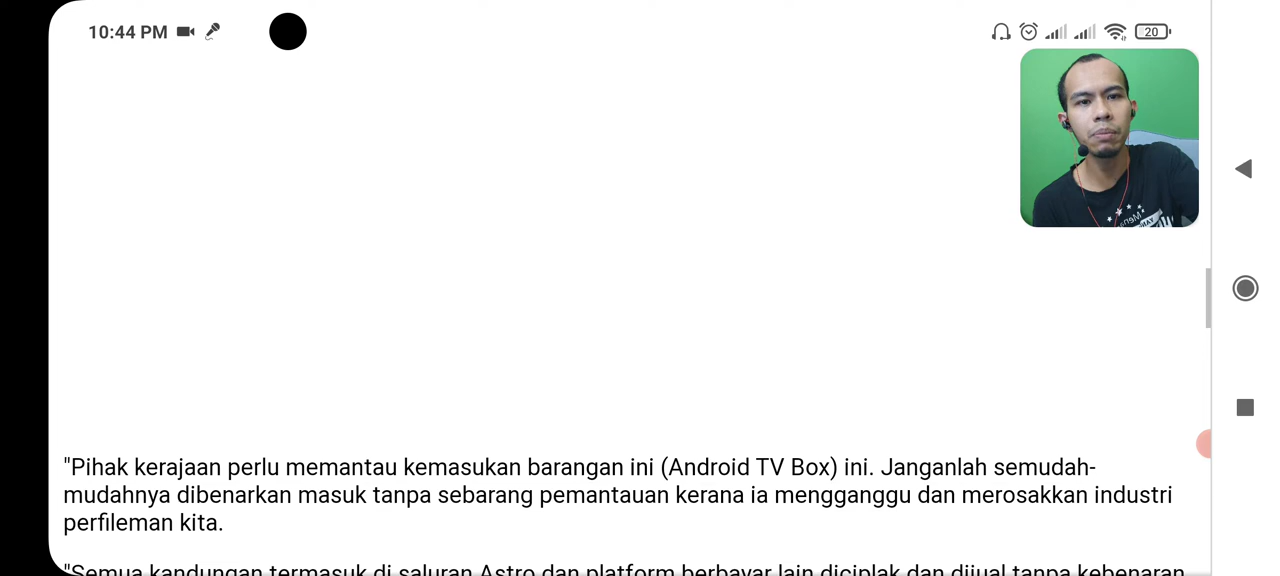 10:44 PM
20
"Pihak kerajaan perlu memantau kemasukan barangan ini (Android TV Box) ini. Janganlah semudah-
mudahnya dibenarkan masuk tanpa sebarang pemantauan kerana ia mengganggu dan merosakkan industri
perfileman kita.
"Semua kandungan termasuk di saluran Astro dan platform berbayar lain diciplak dan dijual tanpa kebenaran